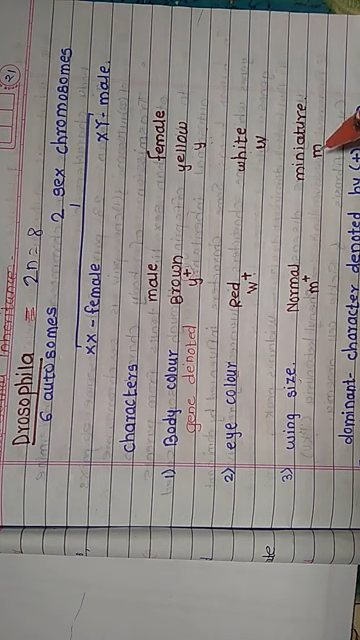 Inheritance.
Drosophila = 2n = 8
6 autosomes 2 sex chromosomes
xx - female xY - male.
Characters male Female
1) Body colour Brown yellow
gene denoted y+ y
2) eye colour Red white
w+ w
3) wing size. Normal miniature.
m+ m
dominant - character denoted by (+)